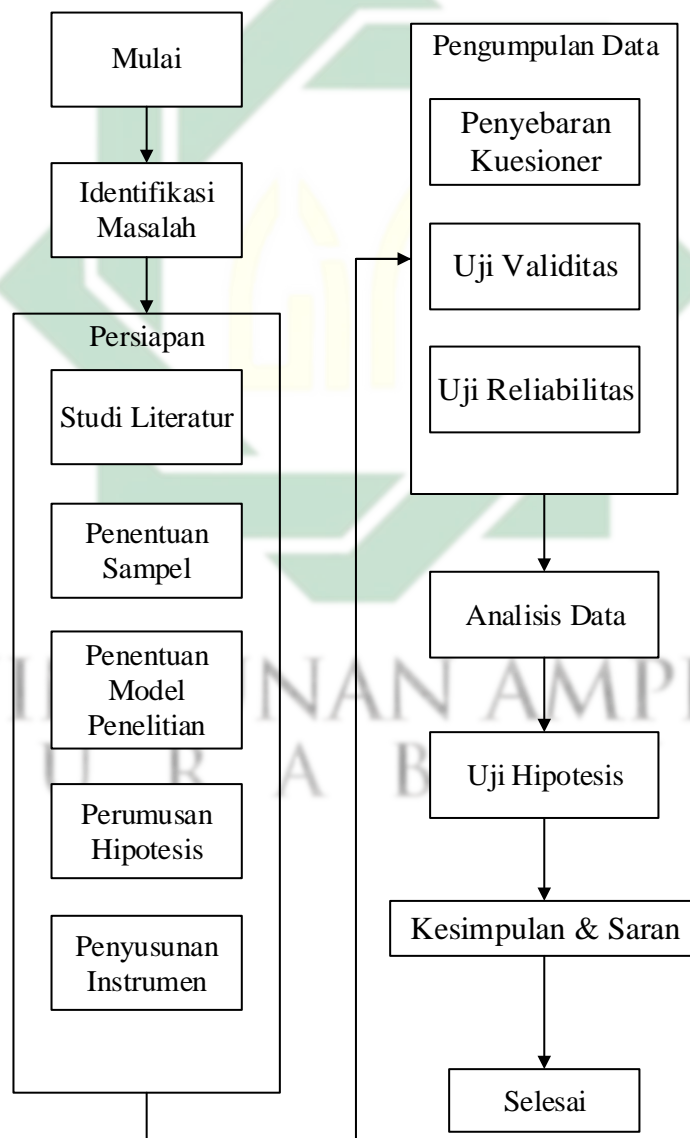 Mulai
Identifikasi
Masalah
Persiapan
Studi Literatur
Penentuan
Sampel
Penentuan
Model
Penelitian
Perumusan
Hipotesis
Penyusunan
Instrumen
Pengumpulan Data
Penyebaran
Kuesioner
Uji Validitas
Uji Reliabilitas
Analisis Data
Uji Hipotesis
Kesimpulan & Saran
Selesai